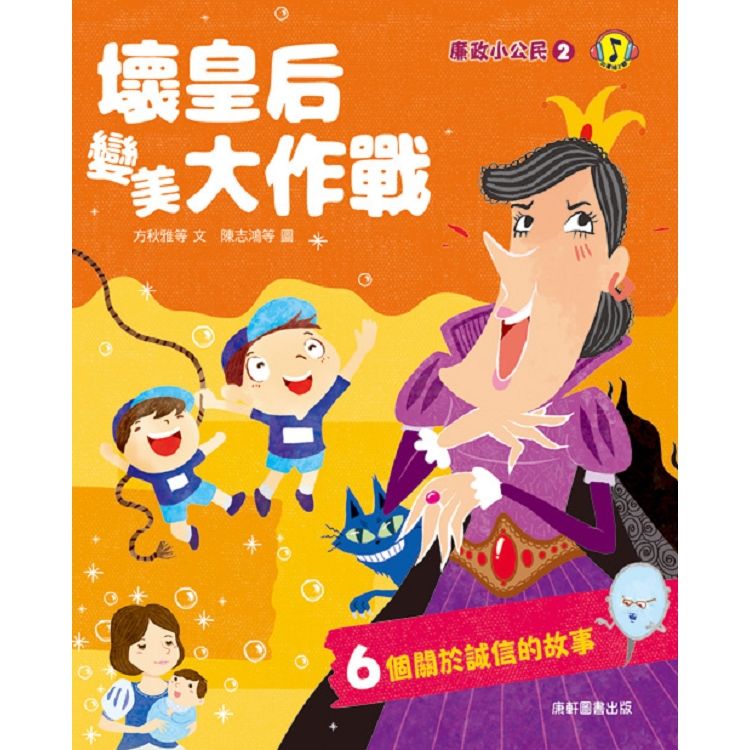 廉政小公民2
壞皇后
變美大作戰
方秋雅等 文 陳志鴻等 圖
6個關於誠信的故事
康軒圖書出版